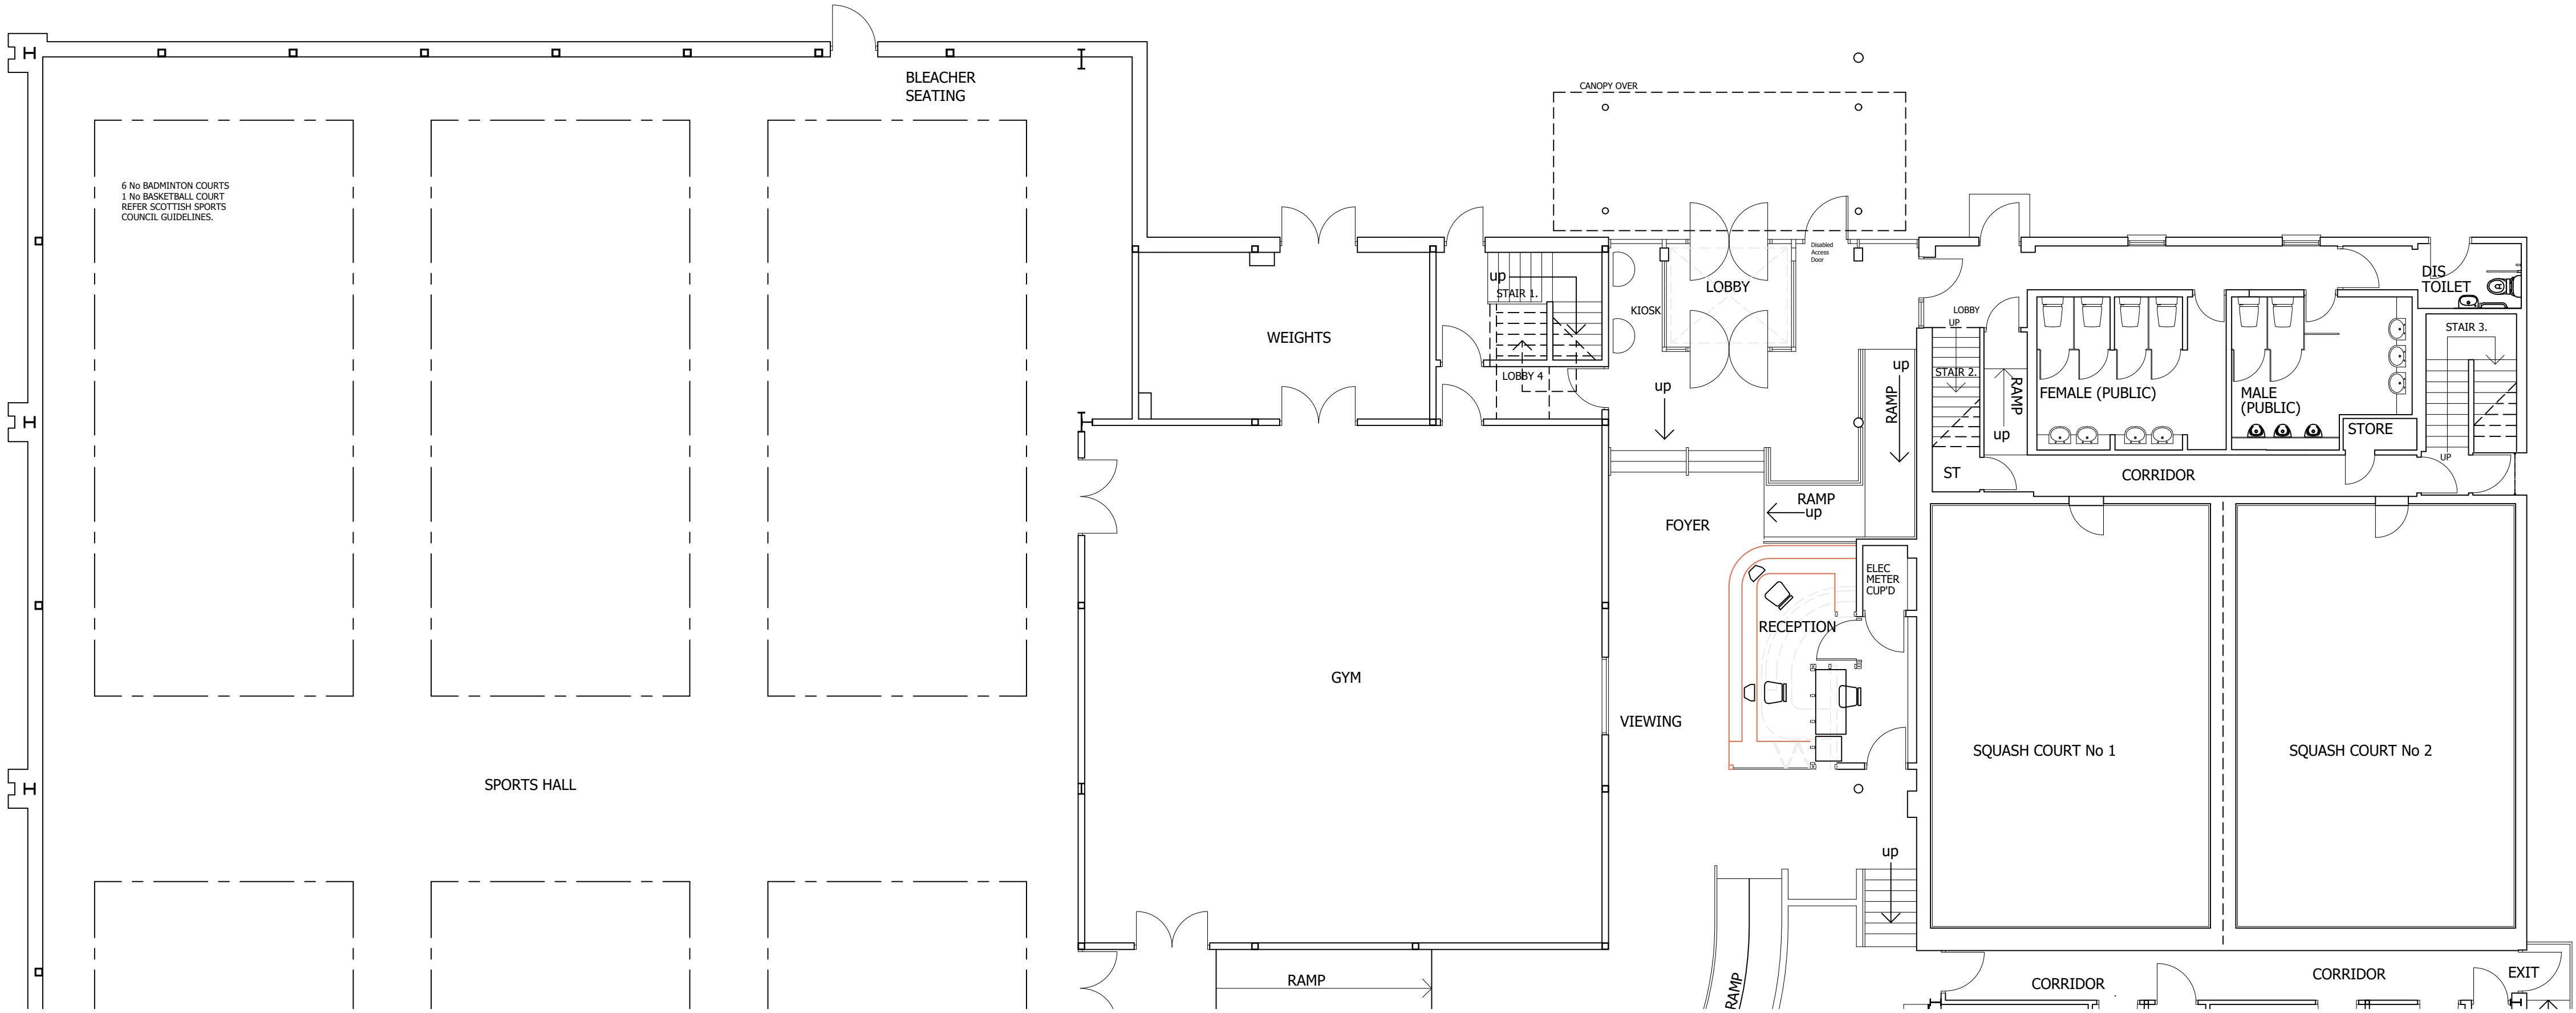 BLEACHER
SEATING
CANOPY OVER
6 No BADMINTON COURTS
1 No BASKETBALL COURT
REFER SCOTTISH SPORTS
COUNCIL GUIDELINES.
Disabled
Access
Door
DIS
TOILET
up
STAIR 1.
LOBBY
KIOSK
LOBBY
UP
STAIR 3.
WEIGHTS
LOBBY 4
up
up
RAMP
STAIR 2.
RAMP
up
FEMALE (PUBLIC)
MALE
(PUBLIC)
STORE
UP
ST
CORRIDOR
RAMP
up
FOYER
ELEC
METER
CUP'D
RECEPTION
GYM
VIEWING
SQUASH COURT No 1
SQUASH COURT No 2
SPORTS HALL
up
RAMP
RAMP
CORRIDOR
CORRIDOR
EXIT